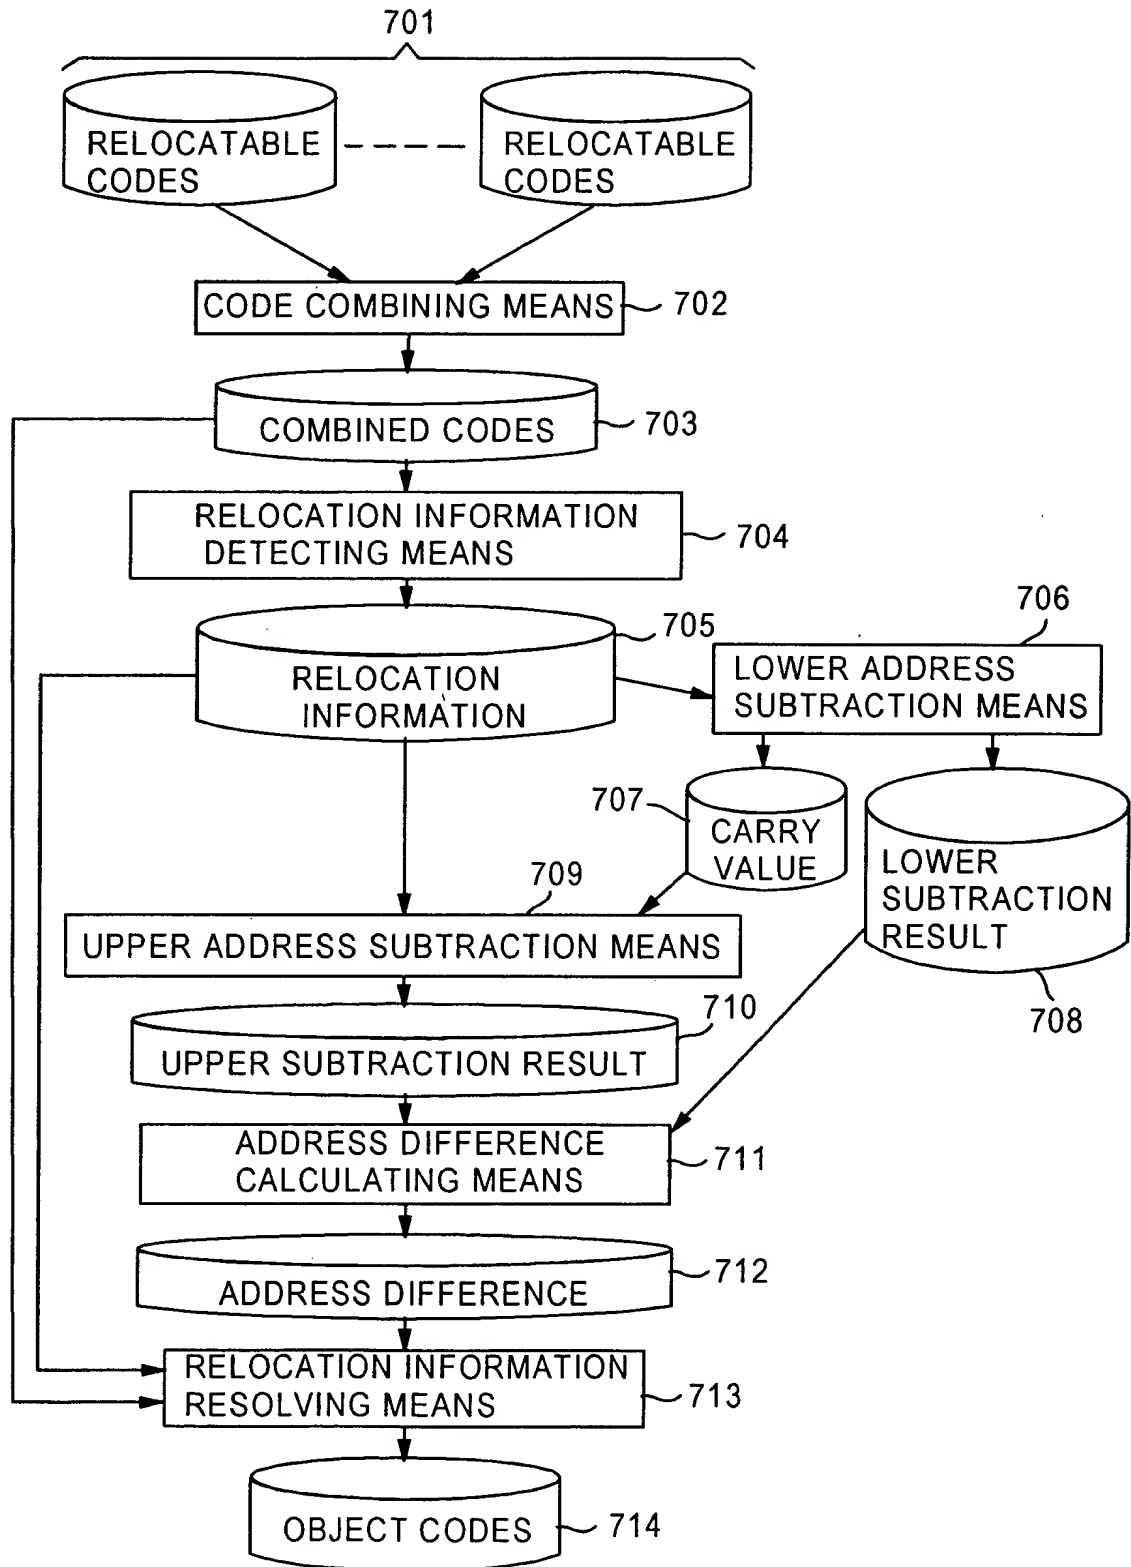 701
RELOCATABLE
CODES
RELOCATABLE
CODES
CODE COMBINING MEANS
702
COMBINED CODES
703
RELOCATION INFORMATION
DETECTING MEANS
704
705
RELOCATION
INFORMATION
706
LOWER ADDRESS
SUBTRACTION MEANS
707
CARRY
VALUE
LOWER
SUBTRACTION
RESULT
708
709
UPPER ADDRESS SUBTRACTION MEANS
710
UPPER SUBTRACTION RESULT
ADDRESS DIFFERENCE
CALCULATING MEANS
711
ADDRESS DIFFERENCE
712
RELOCATION INFORMATION
RESOLVING MEANS
713
OBJECT CODES
714